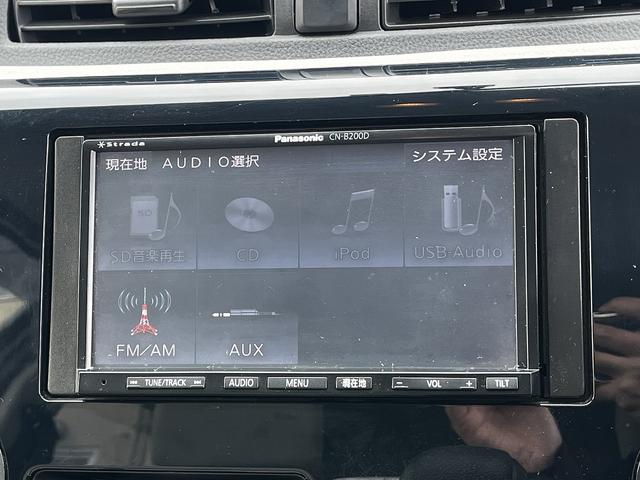 Strada Panasonic CN-B200D
現在地 AUDIO選択 システム設定
SD
SD音楽再生 CD iPod USB-Audio
FM/AM AUX
TUNE/TRACK AUDIO MENU 現在地 − VOL + TILT